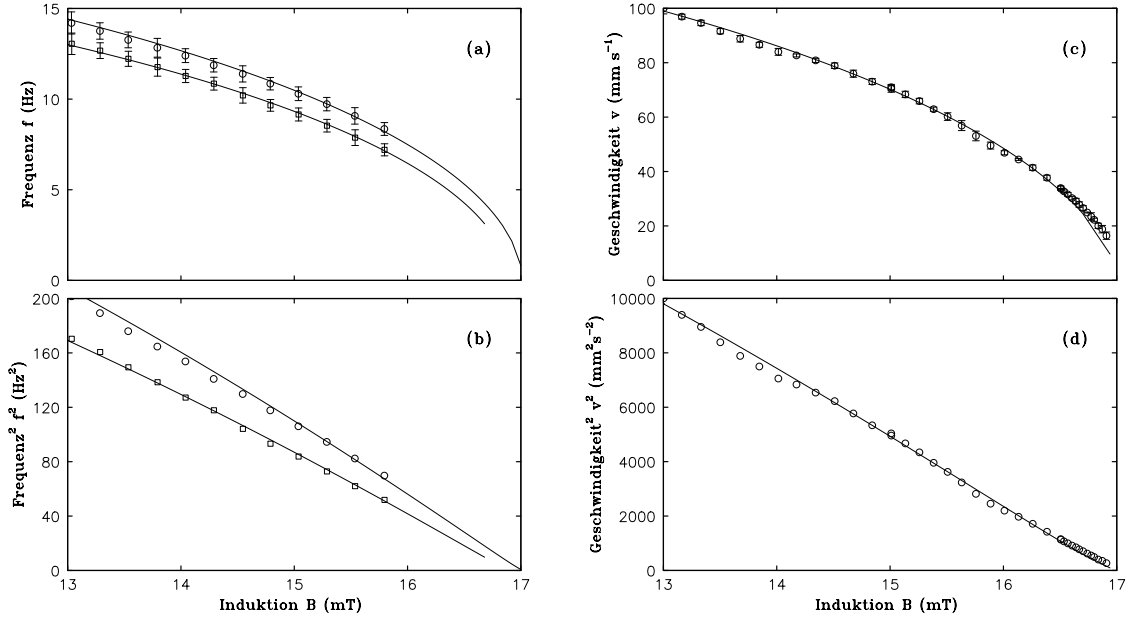 15
10
5
0
Frequenz f (Hz)
(a)
200
160
120
80
40
0
Frequenz² f² (Hz²)
(b)
13 14 15 16 17
Induktion B (mT)
100
80
60
40
20
0
Geschwindigkeit v (mm s⁻¹)
(c)
10000
8000
6000
4000
2000
0
Geschwindigkeit² v² (mm²s⁻²)
(d)
13 14 15 16 17
Induktion B (mT)